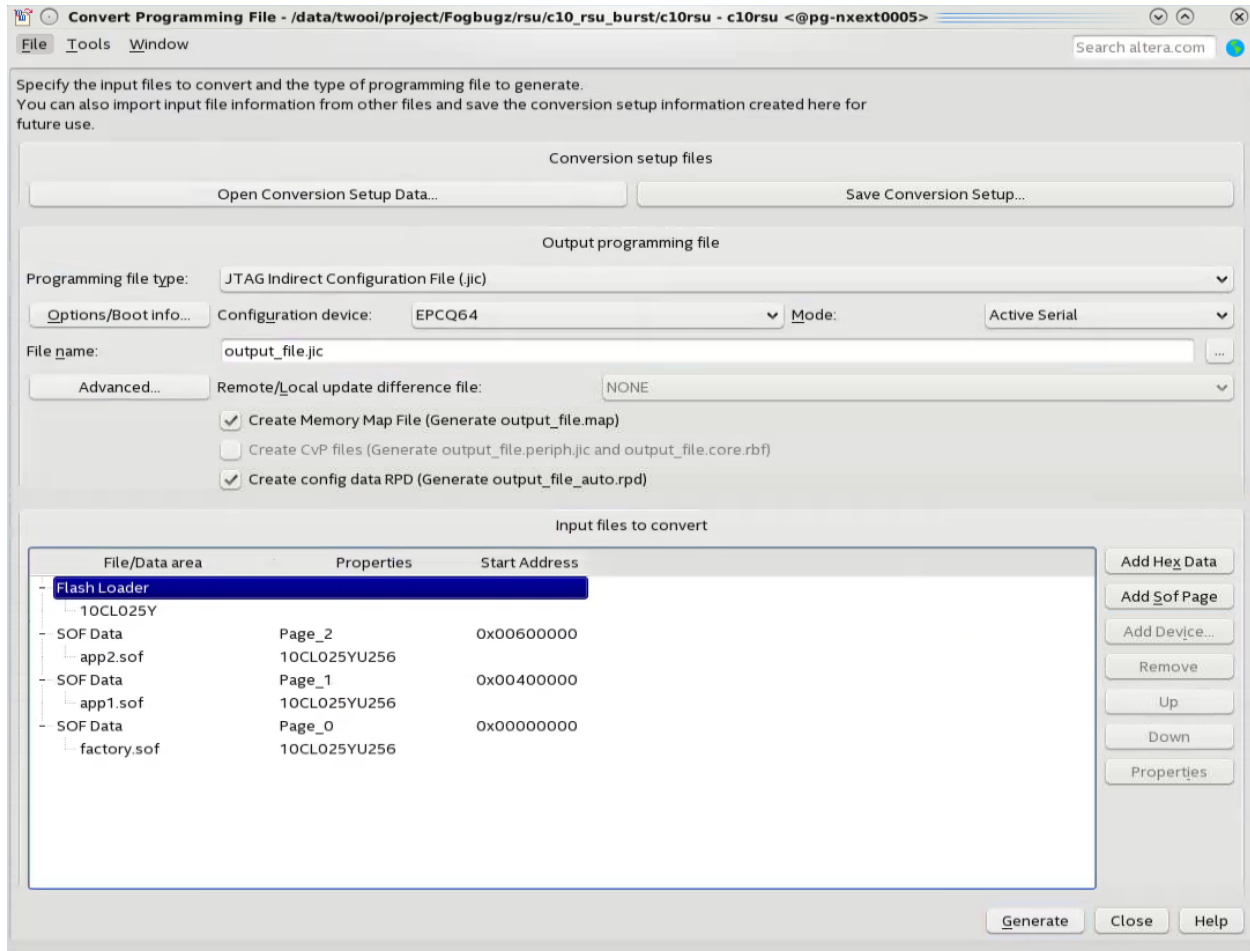 Convert Programming File - /data/twooi/project/Fogbugz/rsu/c10_rsu_burst/c10rsu - c10rsu <@pg-nxext0005>
File Tools Window
Search altera.com
Specify the input files to convert and the type of programming file to generate.
You can also import input file information from other files and save the conversion setup information created here for
future use.
Conversion setup files
Open Conversion Setup Data...
Save Conversion Setup...
Output programming file
Programming file type: JTAG Indirect Configuration File (.jic)
Options/Boot info... Configuration device: EPCQ64 Mode: Active Serial
File name: output_file.jic ...
Advanced... Remote/Local update difference file: NONE
Create Memory Map File (Generate output_file.map)
Create CvP files (Generate output_file.periph.jic and output_file.core.rbf)
Create config data RPD (Generate output_file_auto.rpd)
Input files to convert
File/Data area Properties Start Address
Flash Loader
10CL025Y
SOF Data Page_2 0x00600000
app2.sof 10CL025YU256
SOF Data Page_1 0x00400000
app1.sof 10CL025YU256
SOF Data Page_0 0x00000000
factory.sof 10CL025YU256
Add Hex Data
Add Sof Page
Add Device...
Remove
Up
Down
Properties
Generate Close Help